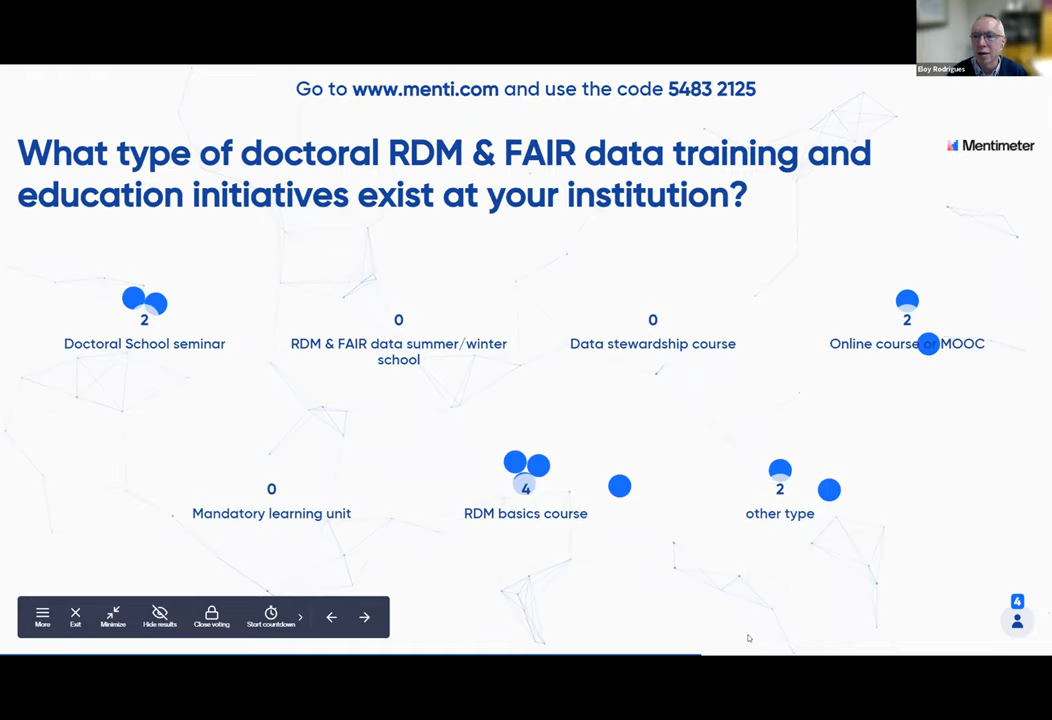 Eloy Rodrigues
Go to www.menti.com and use the code 5483 2125
What type of doctoral RDM & FAIR data training and
education initiatives exist at your institution?
Mentimeter
2
Doctoral School seminar
0
RDM & FAIR data summer/winter
school
0
Data stewardship course
2
Online course or MOOC
0
Mandatory learning unit
4
RDM basics course
2
other type
More
Exit
Minimize
Hide results
Close voting
Start countdown
4